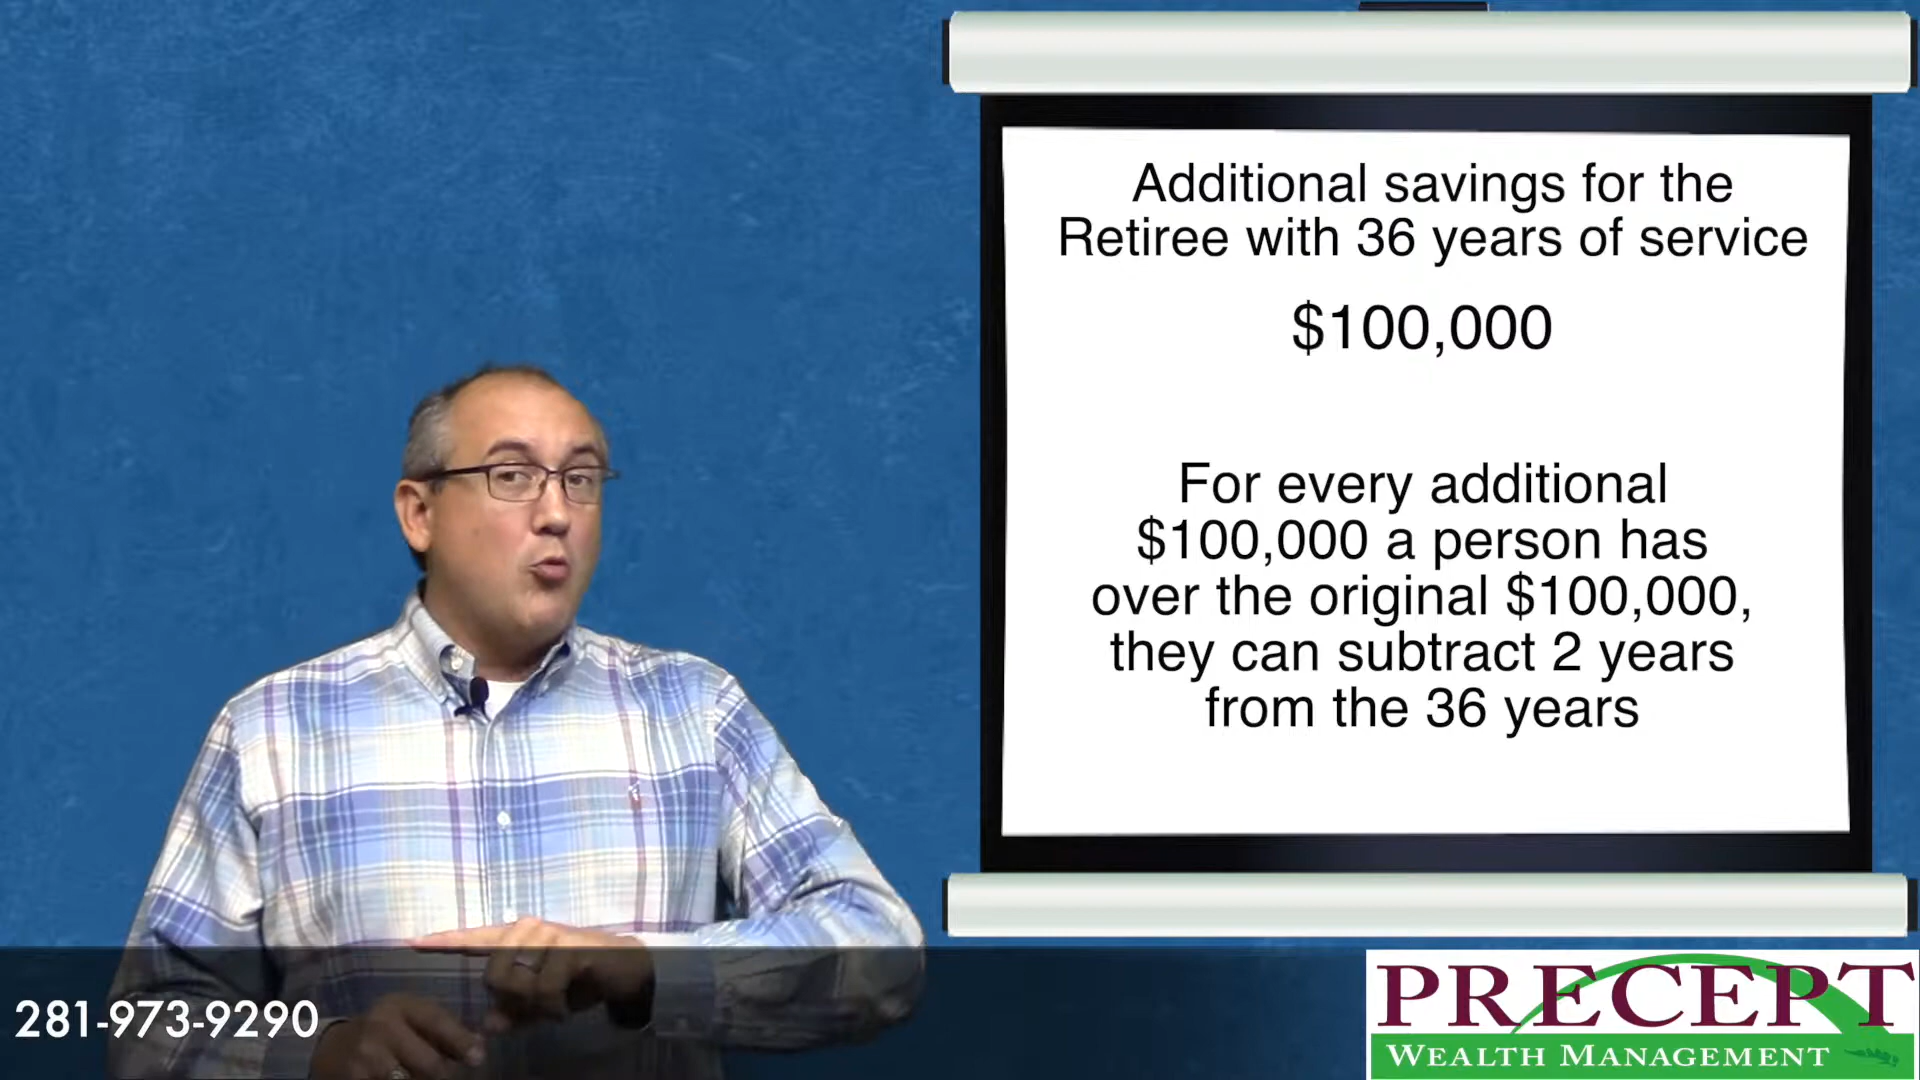 Additional savings for the
Retiree with 36 years of service
$100,000
For every additional
$100,000 a person has
over the original $100,000,
they can subtract 2 years
from the 36 years
281-973-9290
PRECEPT
WEALTH MANAGEMENT